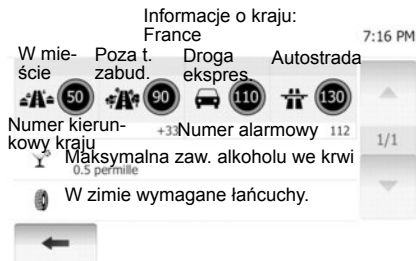 Informacje o kraju:
France
7:16 PM
W mie-
ście
Poza t.
zabud.
Droga
ekspres.
Autostrada
50
90
110
130
Numer kierun-
kowy kraju
+33
Numer alarmowy
112
1/1
Maksymalna zaw. alkoholu we krwi
0.5 permille
W zimie wymagane łańcuchy.